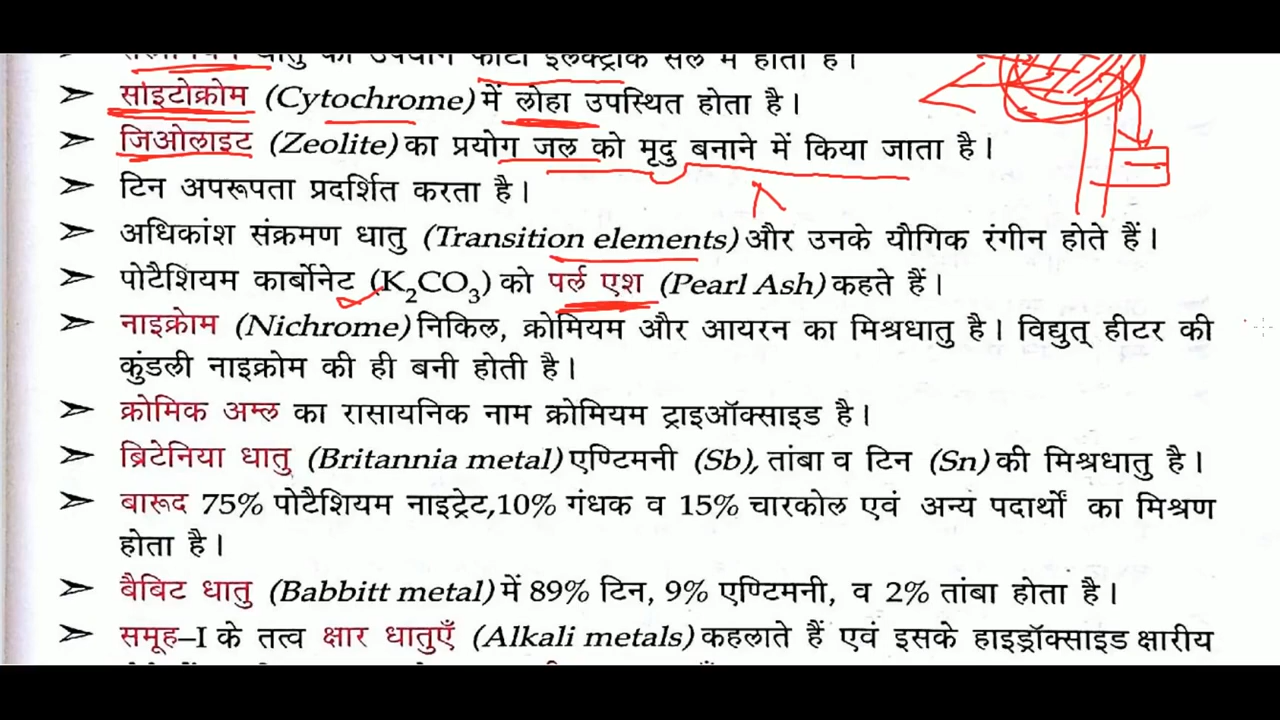 धातु का उपयोग फोटो इलेक्ट्रिक सेल में होता है।
➢ साइटोक्रोम (Cytochrome) में लोहा उपस्थित होता है।
➢ जिओलाइट (Zeolite) का प्रयोग जल को मृदु बनाने में किया जाता है।
➢ टिन अपरूपता प्रदर्शित करता है।
➢ अधिकांश संक्रमण धातु (Transition elements) और उनके यौगिक रंगीन होते हैं।
➢ पोटैशियम कार्बोनेट (K₂CO₃) को पर्ल एश (Pearl Ash) कहते हैं।
➢ नाइक्रोम (Nichrome) निकिल, क्रोमियम और आयरन का मिश्रधातु है। विद्युत् हीटर की
कुंडली नाइक्रोम की ही बनी होती है।
➢ क्रोमिक अम्ल का रासायनिक नाम क्रोमियम ट्राइऑक्साइड है।
➢ ब्रिटेनिया धातु (Britannia metal) एण्टिमनी (Sb), तांबा व टिन (Sn) की मिश्रधातु है।
➢ बारूद 75% पोटैशियम नाइट्रेट,10% गंधक व 15% चारकोल एवं अन्य पदार्थों का मिश्रण
होता है।
➢ बैबिट धातु (Babbitt metal) में 89% टिन, 9% एण्टिमनी, व 2% तांबा होता है।
➢ समूह–I के तत्व क्षार धातुएँ (Alkali metals) कहलाते हैं एवं इसके हाइड्रॉक्साइड क्षारीय